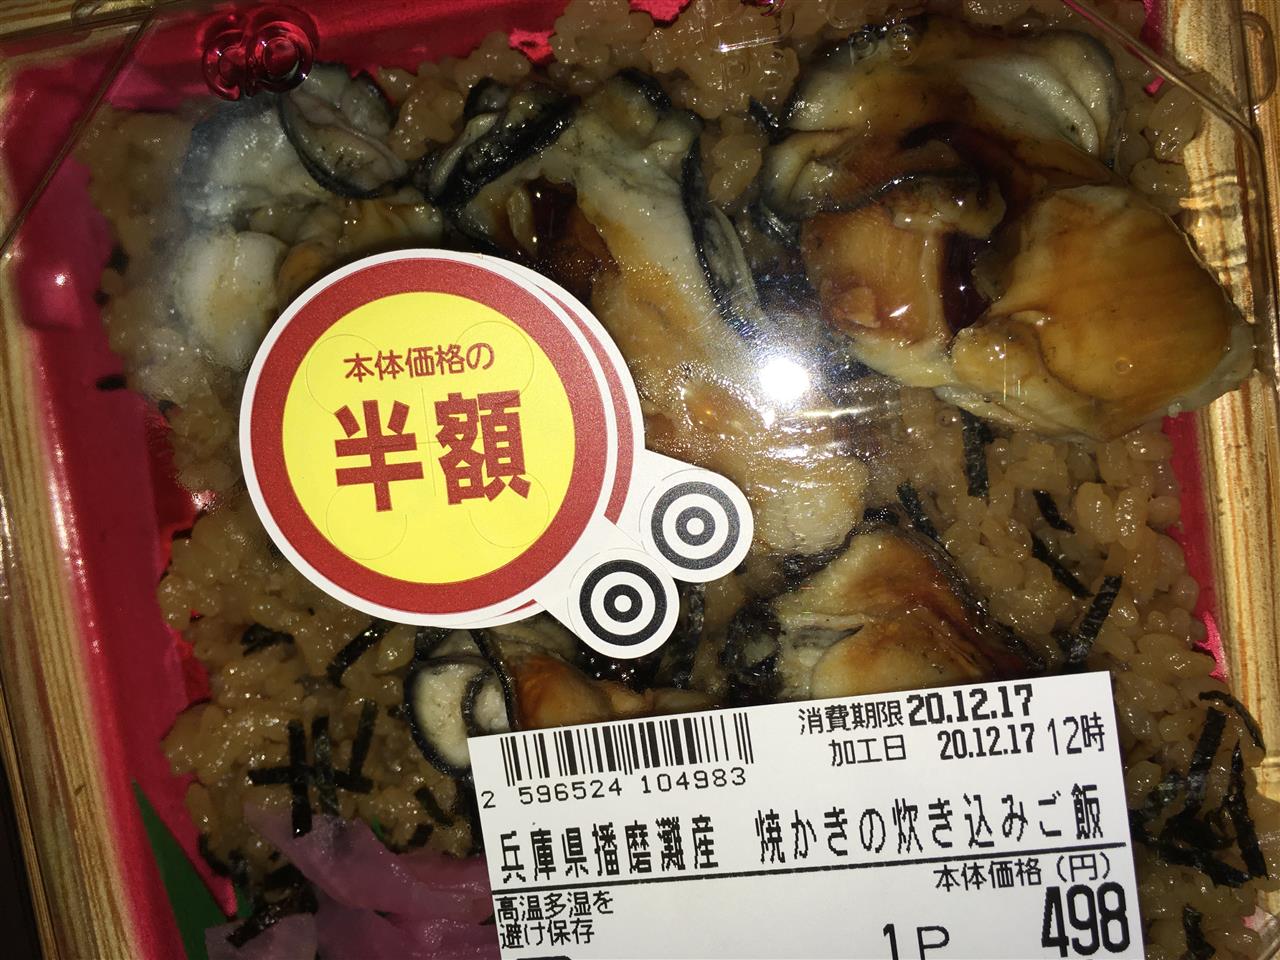 本体価格の
半額
消費期限20.12.17
加工日 20.12.17 12時
2 596524 104983
兵庫県播磨灘産 焼かきの炊き込みご飯
本体価格(円)
高温多湿を
避け保存
1P
498